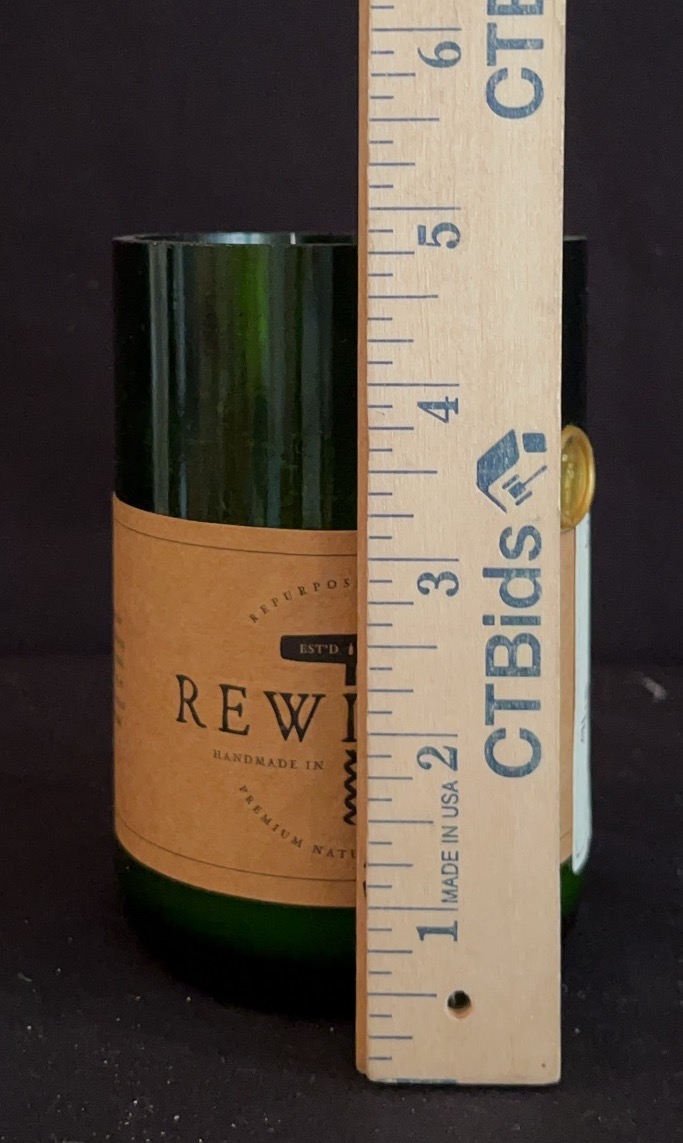 REPURPOS
EST'D
REWI
HANDMADE IN
PREMIUM NATU
CTB
6
5
4
3
2
1
CTBids
MADE IN USA